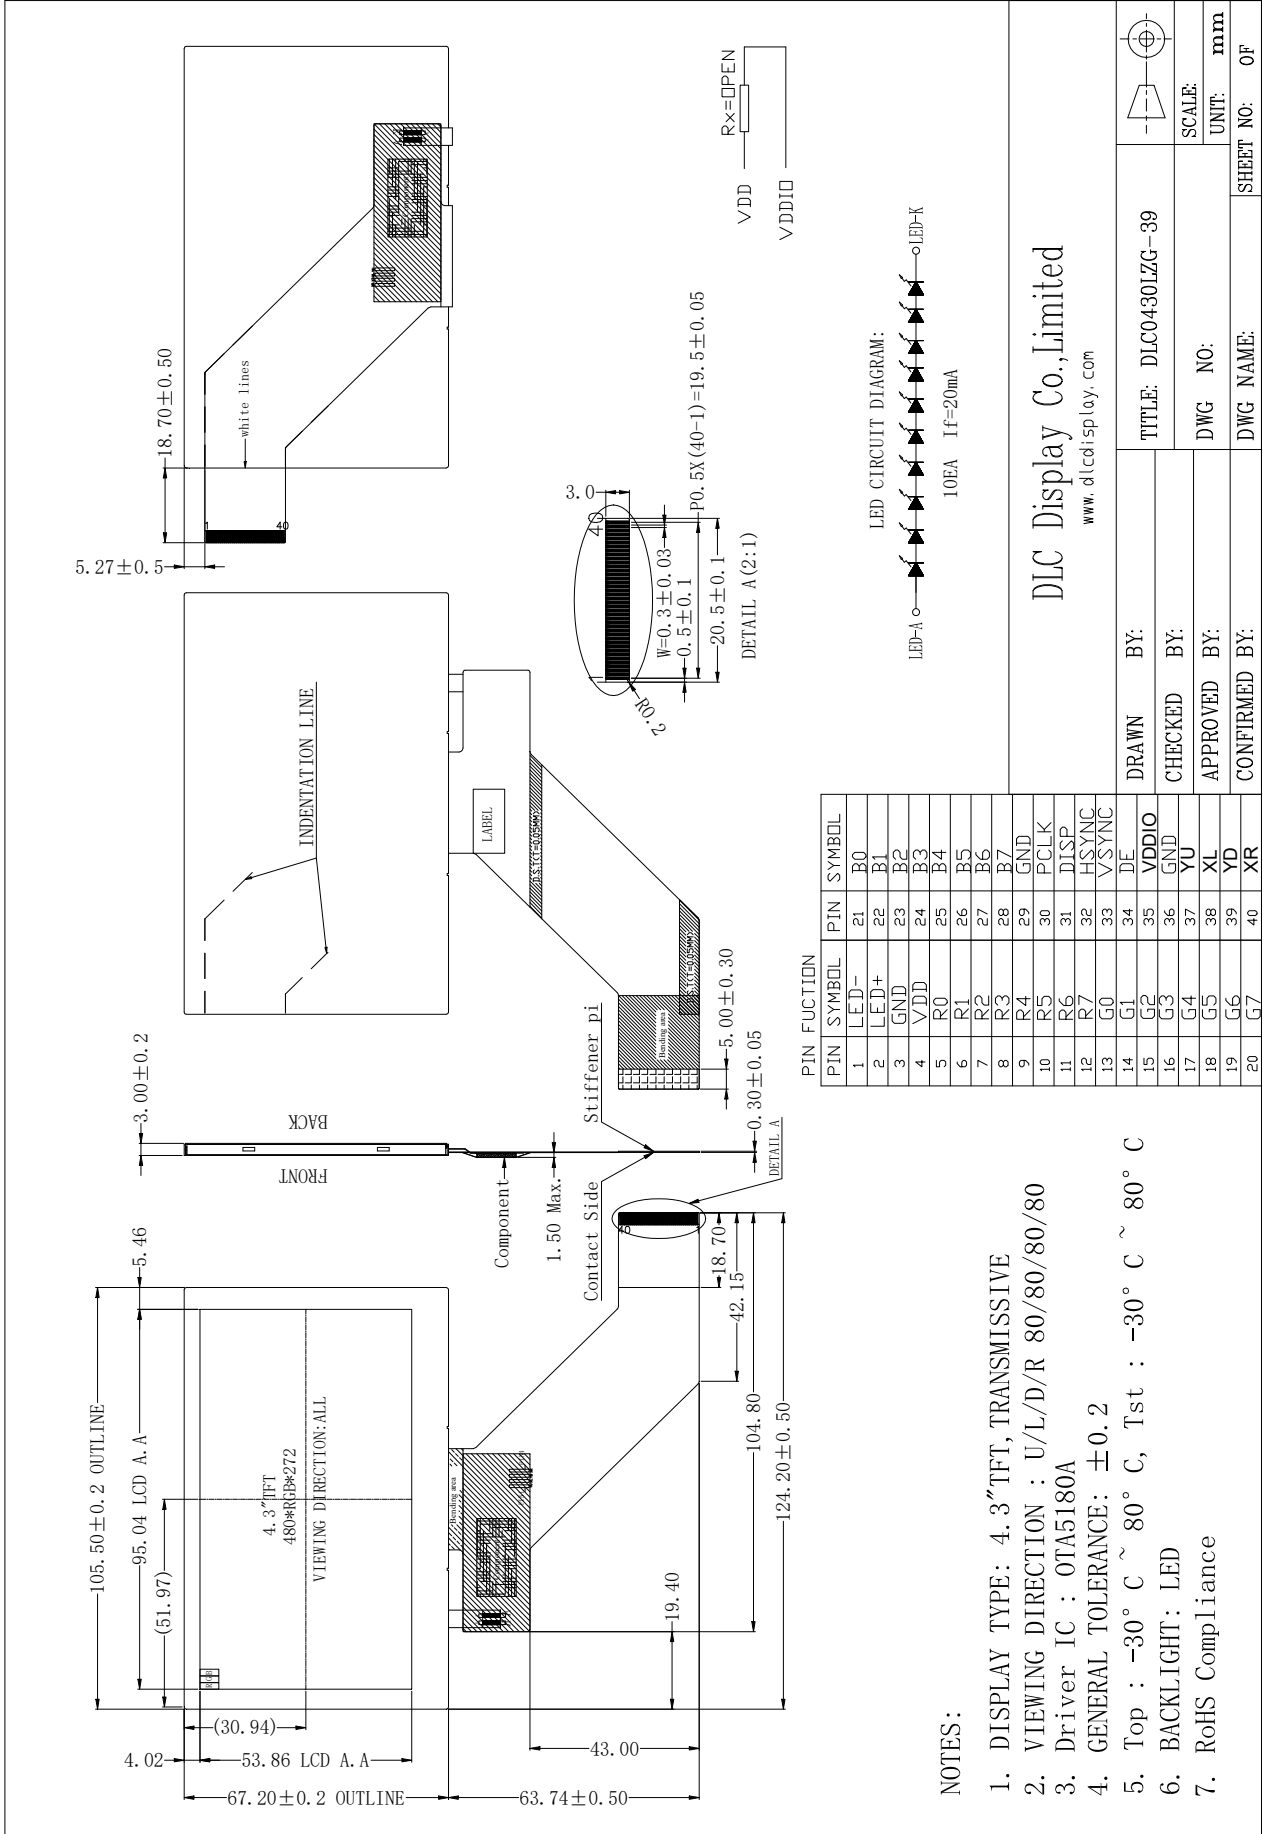 105.50±0.2 OUTLINE
95.04 LCD A.A
(51.97)
5.46
4.3"TFT
480*RGB*272
VIEWING DIRECTION:ALL
RGB
(30.94)
4.02
53.86 LCD A.A
67.20±0.2 OUTLINE
63.74±0.50
43.00
Bending area
19.40
18.70
42.15
104.80
124.20±0.50
40
1
DETAIL A
3.00±0.2
FRONT
BACK
Component
1.50 Max.
Contact Side
Stiffener pi
0.30±0.05
INDENTATION LINE
LABEL
D.S.T(T=0.05MM)
D.S.T(T=0.05MM)
Bending area
5.00±0.30
18.70±0.50
5.27±0.5
white lines
1
40
3.0
40
1
W=0.3±0.03
0.5±0.1
P0.5X(40-1)=19.5±0.05
20.5±0.1
R0.2
DETAIL A(2:1)
Rx=OPEN
VDD
VDDIO
LED CIRCUIT DIAGRAM:
LED-A
LED-K
10EA If=20mA
PIN FUCTION
PIN SYMBOL PIN SYMBOL
1 LED- 21 B0
2 LED+ 22 B1
3 GND 23 B2
4 VDD 24 B3
5 R0 25 B4
6 R1 26 B5
7 R2 27 B6
8 R3 28 B7
9 R4 29 GND
10 R5 30 PCLK
11 R6 31 DISP
12 R7 32 HSYNC
13 G0 33 VSYNC
14 G1 34 DE
15 G2 35 VDDIO
16 G3 36 GND
17 G4 37 YU
18 G5 38 XL
19 G6 39 YD
20 G7 40 XR
NOTES:
1. DISPLAY TYPE: 4.3"TFT,TRANSMISSIVE
2. VIEWING DIRECTION : U/L/D/R 80/80/80/80
3. Driver IC : OTA5180A
4. GENERAL TOLERANCE: ±0.2
5. Top : -30° C ~ 80° C, Tst : -30° C ~ 80° C
6. BACKLIGHT: LED
7. RoHS Compliance
DLC Display Co.,Limited
www.dlcdisplay.com
DRAWN BY:
CHECKED BY:
APPROVED BY:
CONFIRMED BY:
TITLE: DLC0430LZG-39
DWG NO:
DWG NAME:
SCALE:
UNIT: mm
SHEET NO: OF